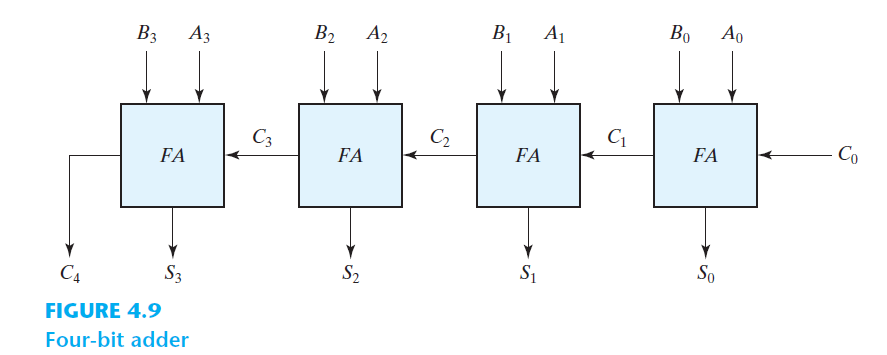 B3 A3 B2 A2 B1 A1 B0 A0
C3 C2 C1
FA FA FA FA C0
C4 S3 S2 S1 S0
FIGURE 4.9
Four-bit adder